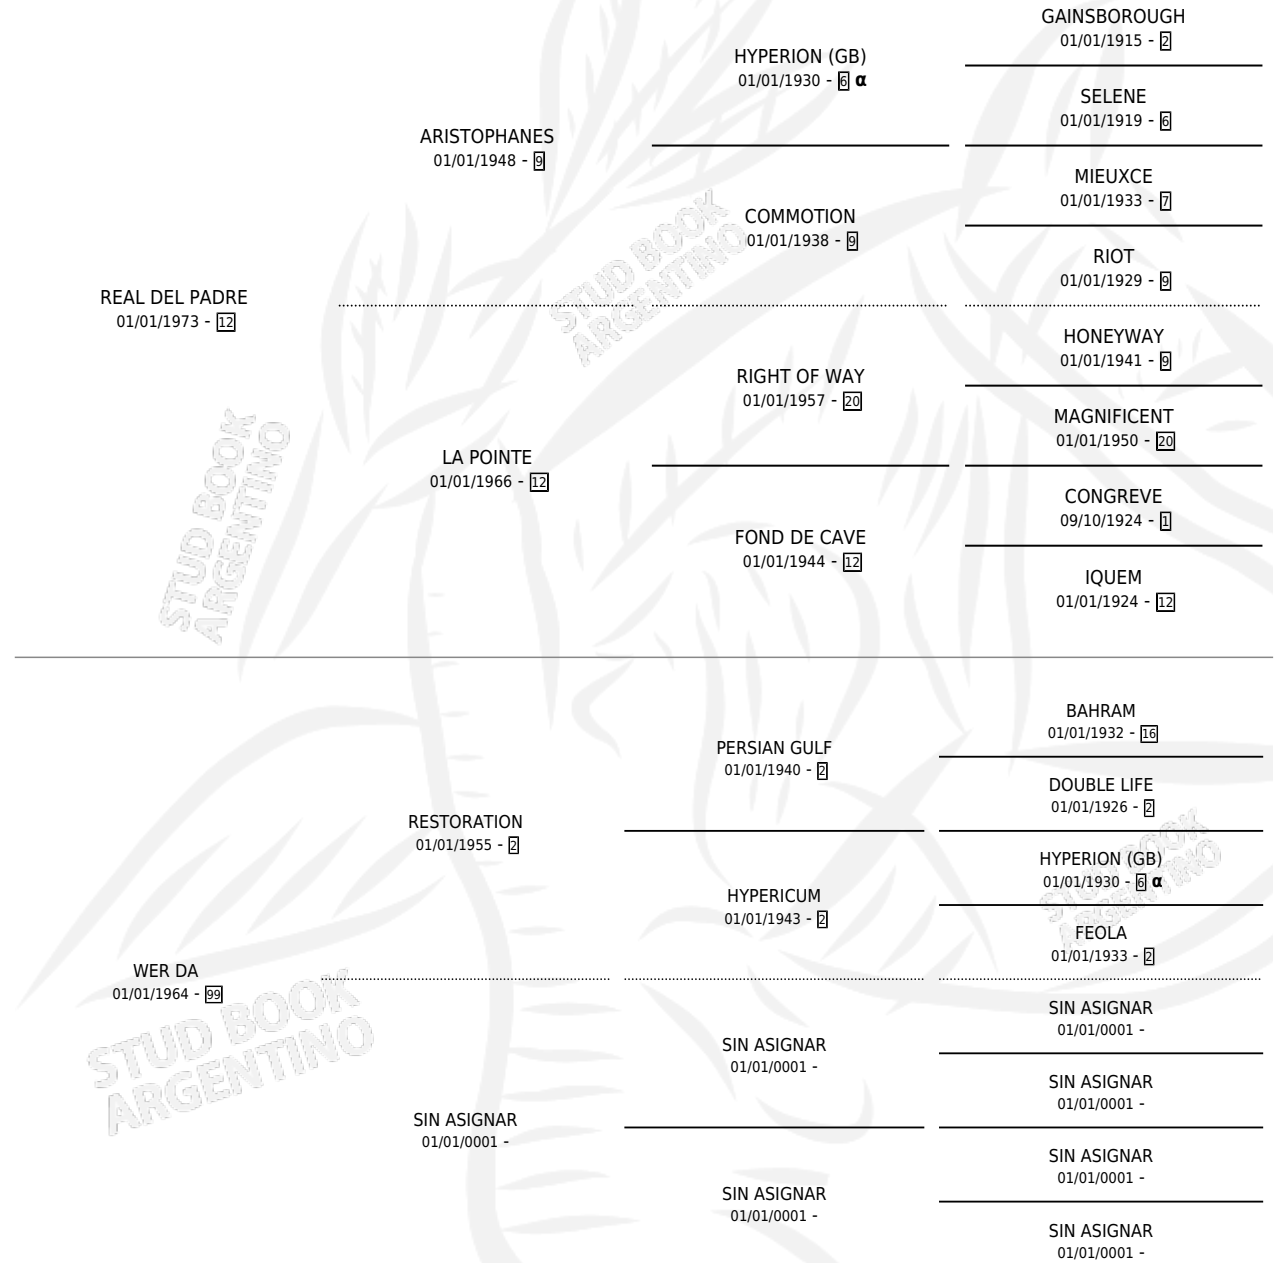 GAINSBOROUGH
01/01/1915 - 2
HYPERION (GB)
01/01/1930 - 6 α
SELENE
01/01/1919 - 6
ARISTOPHANES
01/01/1948 - 9
MIEUXCE
01/01/1933 - 7
COMMOTION
01/01/1938 - 9
RIOT
01/01/1929 - 9
REAL DEL PADRE
01/01/1973 - 12
HONEYWAY
01/01/1941 - 9
RIGHT OF WAY
01/01/1957 - 20
MAGNIFICENT
01/01/1950 - 20
LA POINTE
01/01/1966 - 12
CONGREVE
09/10/1924 - 1
FOND DE CAVE
01/01/1944 - 12
IQUEM
01/01/1924 - 12
BAHRAM
01/01/1932 - 16
PERSIAN GULF
01/01/1940 - 2
DOUBLE LIFE
01/01/1926 - 2
RESTORATION
01/01/1955 - 2
HYPERION (GB)
01/01/1930 - 6 α
HYPERICUM
01/01/1943 - 2
FEOLA
01/01/1933 - 2
WER DA
01/01/1964 - 99
SIN ASIGNAR
01/01/0001 -
SIN ASIGNAR
01/01/0001 -
SIN ASIGNAR
01/01/0001 -
SIN ASIGNAR
01/01/0001 -
SIN ASIGNAR
01/01/0001 -
SIN ASIGNAR
01/01/0001 -
SIN ASIGNAR
01/01/0001 -
STUD BOOK
ARGENTINO
STUD BOOK
ARGENTINO
STUD BOOK
ARGENTINO
STUD BOOK
ARGENTINO